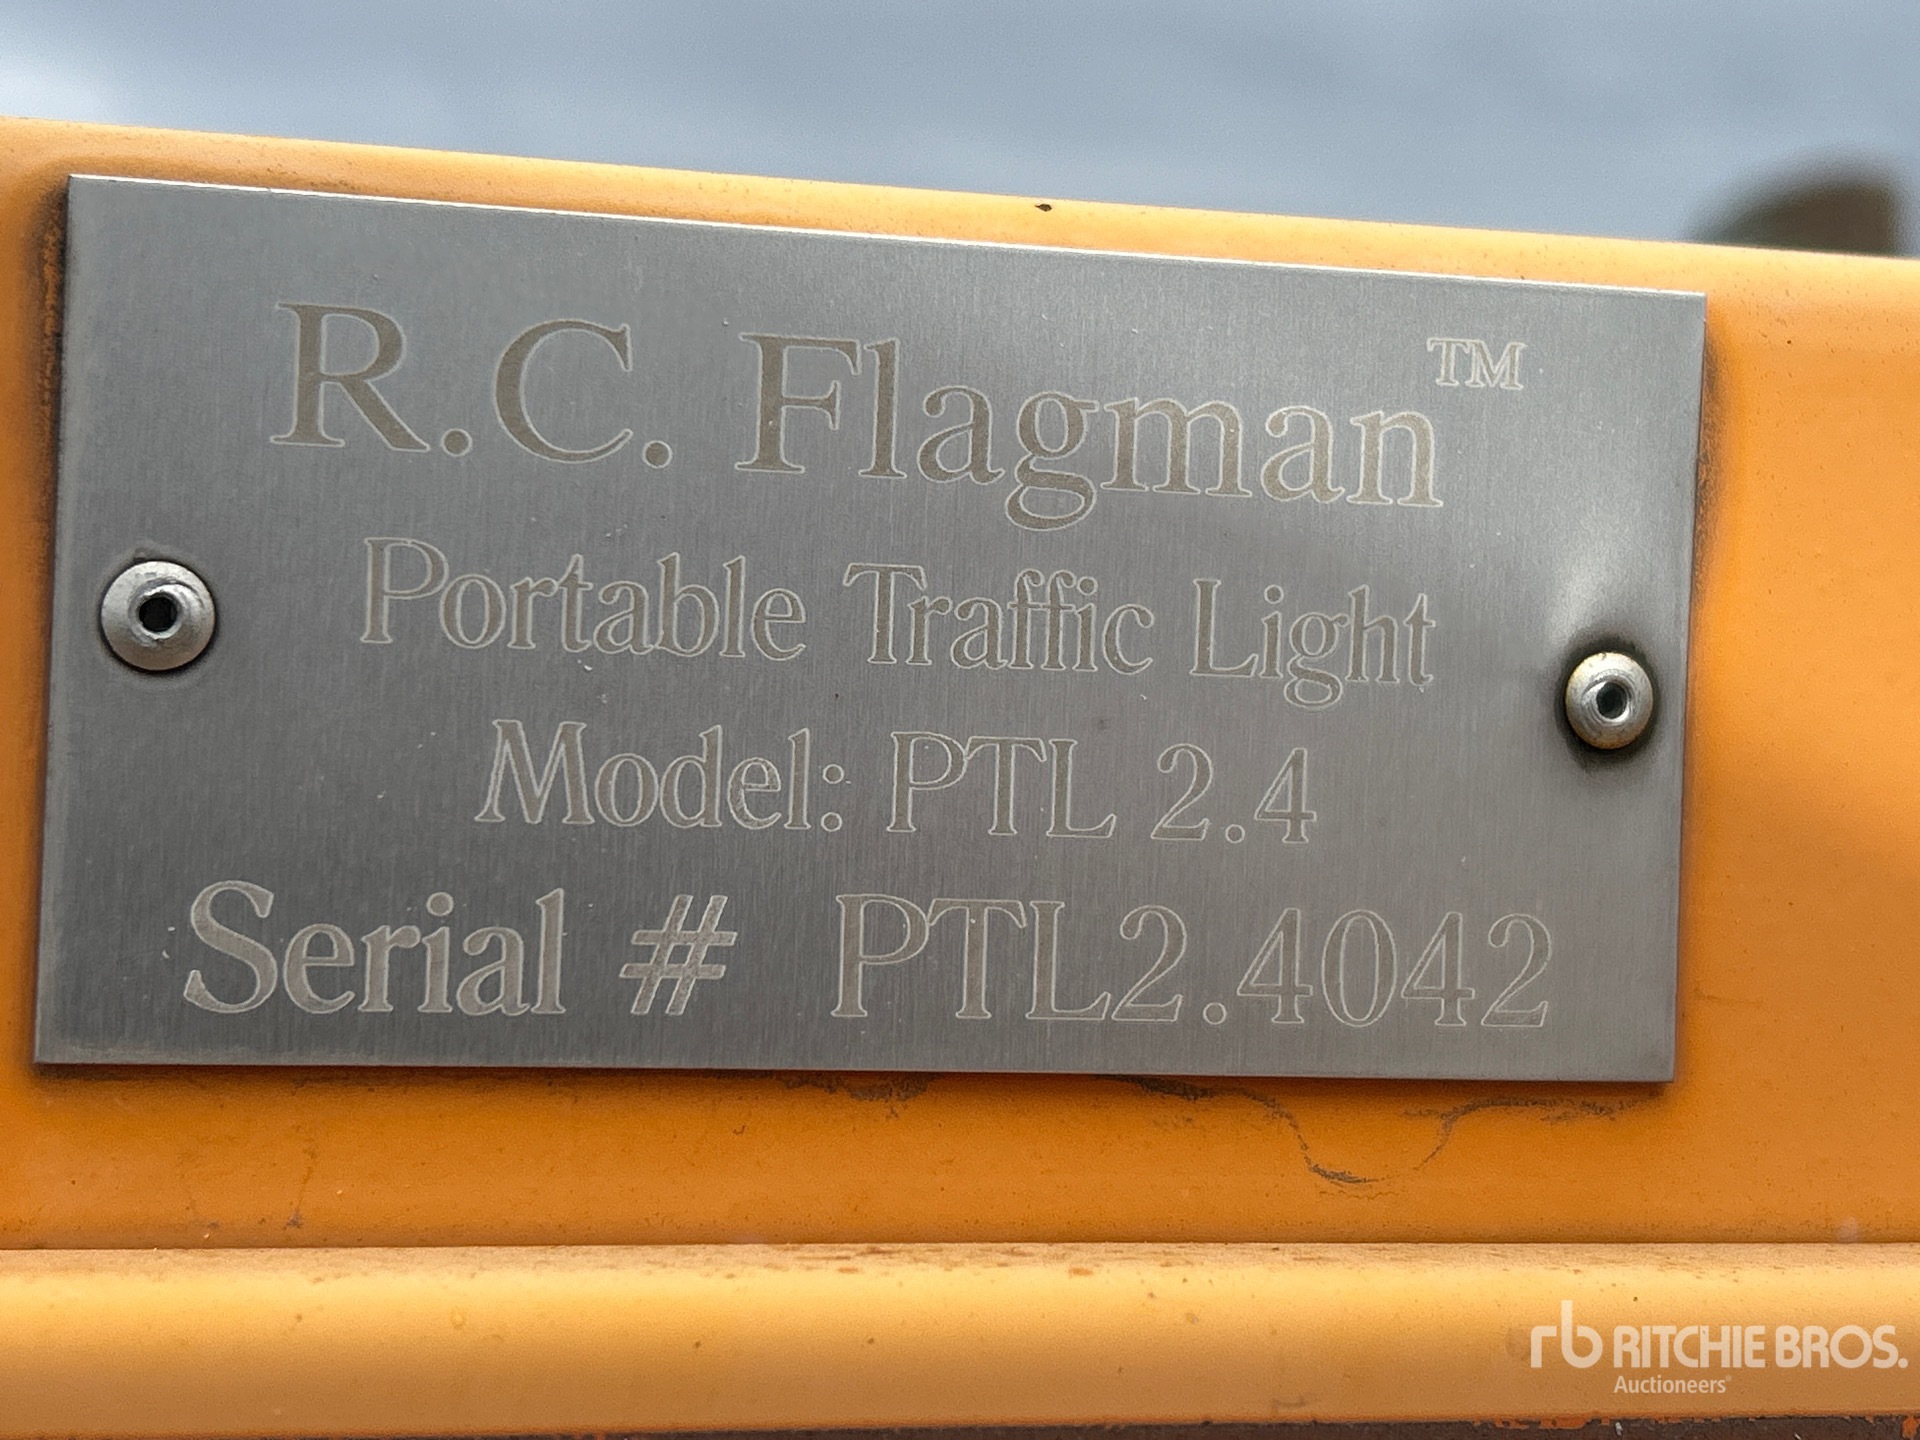 R.C. Flagman™
Portable Traffic Light
Model: PTL 2.4
Serial # PTL2.4042
rb RITCHIE BROS.
Auctioneers